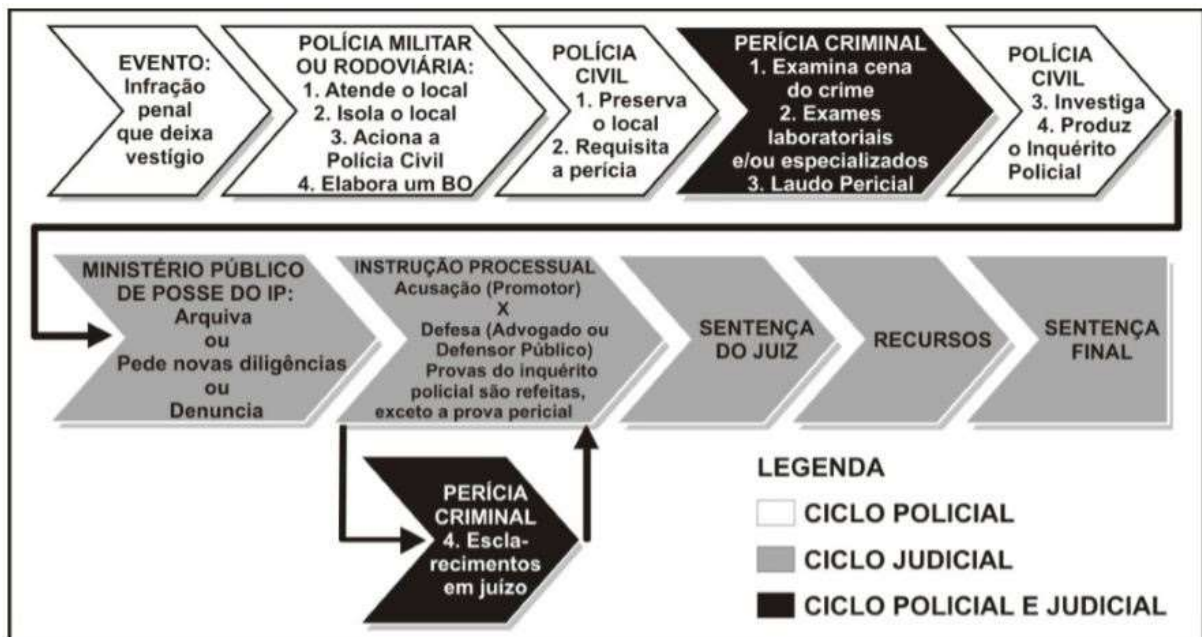 EVENTO:
Infração
penal
que deixa
vestígio
POLÍCIA MILITAR
OU RODOVIÁRIA:
1. Atende o local
2. Isola o local
3. Aciona a
Polícia Civil
4. Elabora um BO
POLÍCIA
CIVIL
1. Preserva
o local
2. Requisita
a perícia
PERÍCIA CRIMINAL
1. Examina cena
do crime
2. Exames
laboratoriais
e/ou especializados
3. Laudo Pericial
POLÍCIA
CIVIL
3. Investiga
4. Produz
o Inquérito
Policial
MINISTÉRIO PÚBLICO
DE POSSE DO IP:
Arquiva
ou
Pede novas diligências
ou
Denuncia
INSTRUÇÃO PROCESSUAL
Acusação (Promotor)
X
Defesa (Advogado ou
Defensor Público)
Provas do inquérito
policial são refeitas,
exceto a prova pericial
SENTENÇA
DO JUIZ
RECURSOS
SENTENÇA
FINAL
PERÍCIA
CRIMINAL
4. Escla-
recimentos
em juízo
LEGENDA
CICLO POLICIAL
CICLO JUDICIAL
CICLO POLICIAL E JUDICIAL